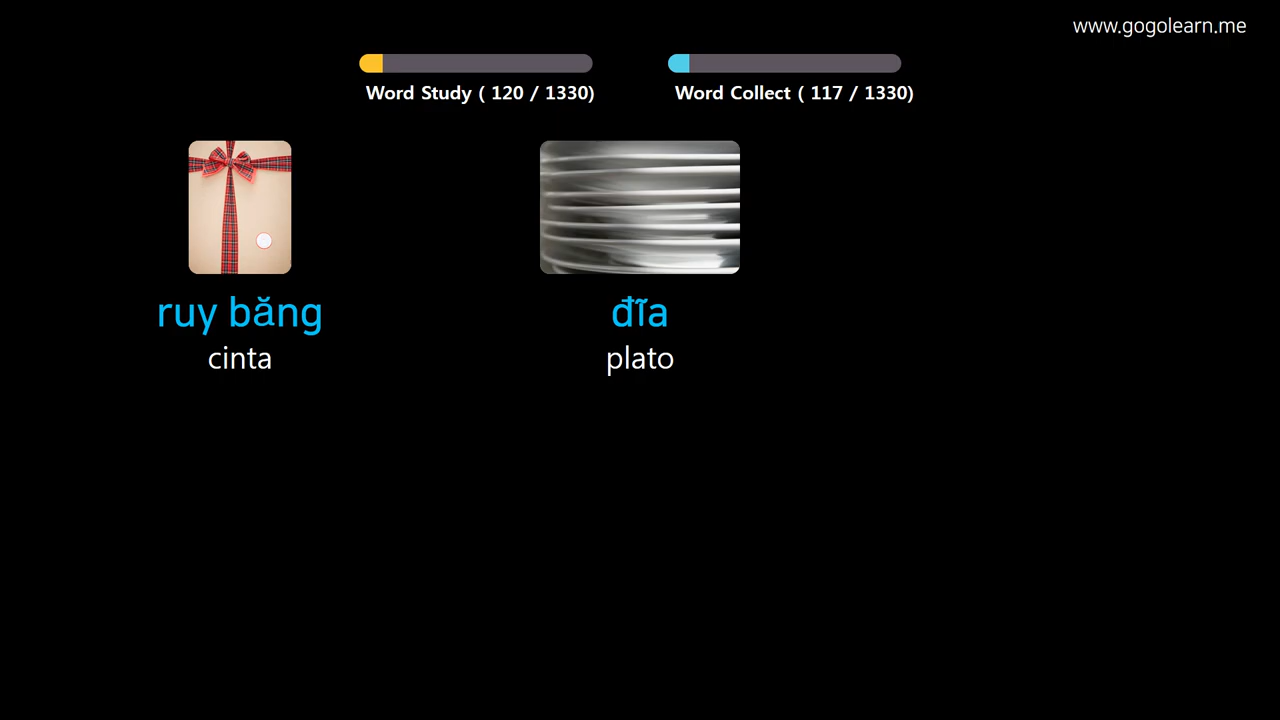 www.gogolearn.me
Word Study ( 120 / 1330)
Word Collect ( 117 / 1330)
ruy băng
cinta
đĩa
plato